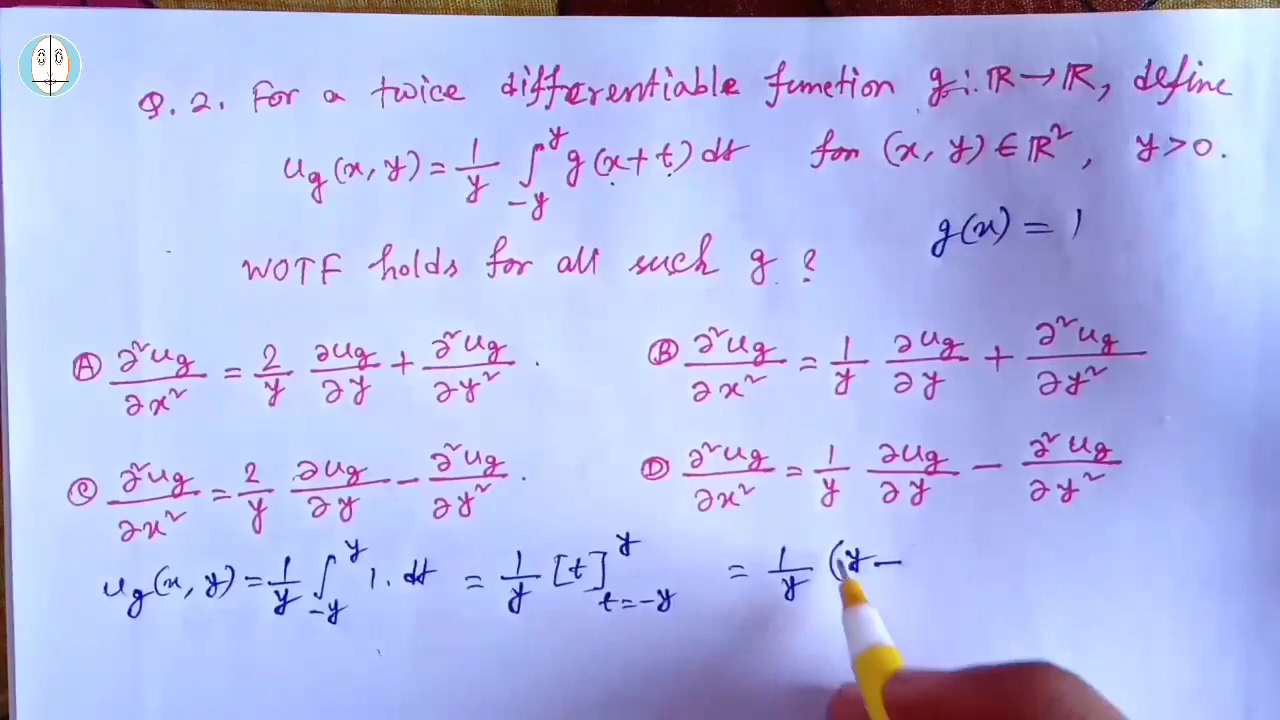 Q. 2. For a twice differentiable function g: ℝ → ℝ, define
u_g(x, y) = 1/y ∫_{-y}^{y} g(x+t) dt for (x, y) ∈ ℝ², y > 0.
g(x) = 1
WOTF holds for all such g ?
Ⓐ ∂²u_g/∂x² = 2/y ∂u_g/∂y + ∂²u_g/∂y² .
Ⓑ ∂²u_g/∂x² = 1/y ∂u_g/∂y + ∂²u_g/∂y²
Ⓒ ∂²u_g/∂x² = 2/y ∂u_g/∂y − ∂²u_g/∂y² .
Ⓓ ∂²u_g/∂x² = 1/y ∂u_g/∂y − ∂²u_g/∂y²
u_g(x, y) = 1/y ∫_{-y}^{y} 1. dt = 1/y [t]_{t=-y}^{y} = 1/y (y −